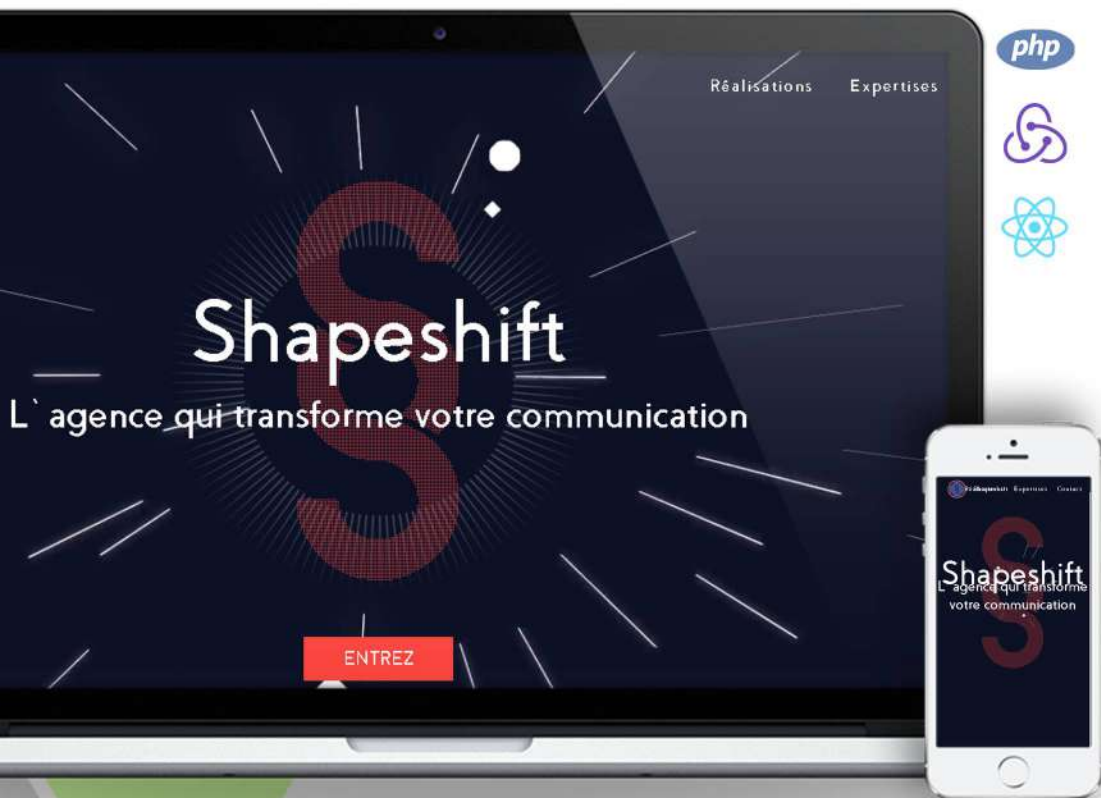 php
Réalisations Expertises
Shapeshift
L` agence qui transforme votre communication
ENTREZ
Expertises Contact
Shapeshift
L` agence qui transforme
votre communication